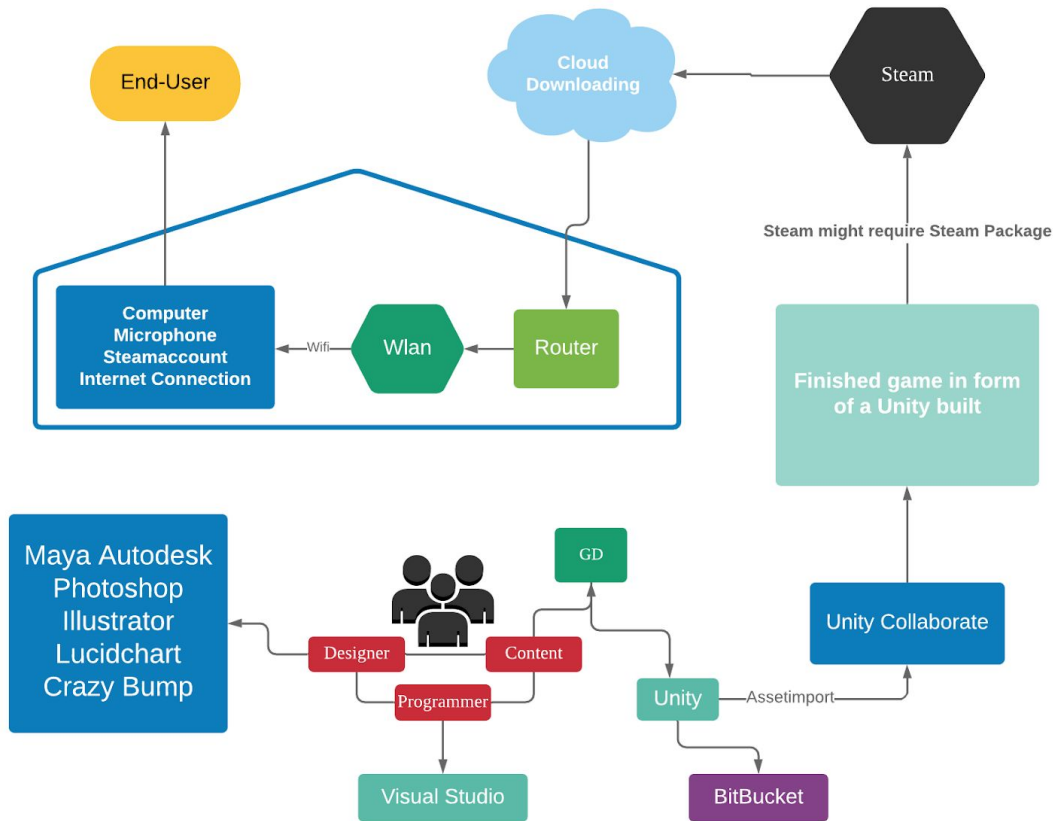 End-User
Cloud
Downloading
Steam
Steam might require Steam Package
Computer
Microphone
Steamaccount
Internet Connection
Wifi
Wlan
Router
Finished game in form
of a Unity built
Maya Autodesk
Photoshop
Illustrator
Lucidchart
Crazy Bump
GD
Designer
Content
Programmer
Unity Collaborate
Unity
Assetimport
Visual Studio
BitBucket